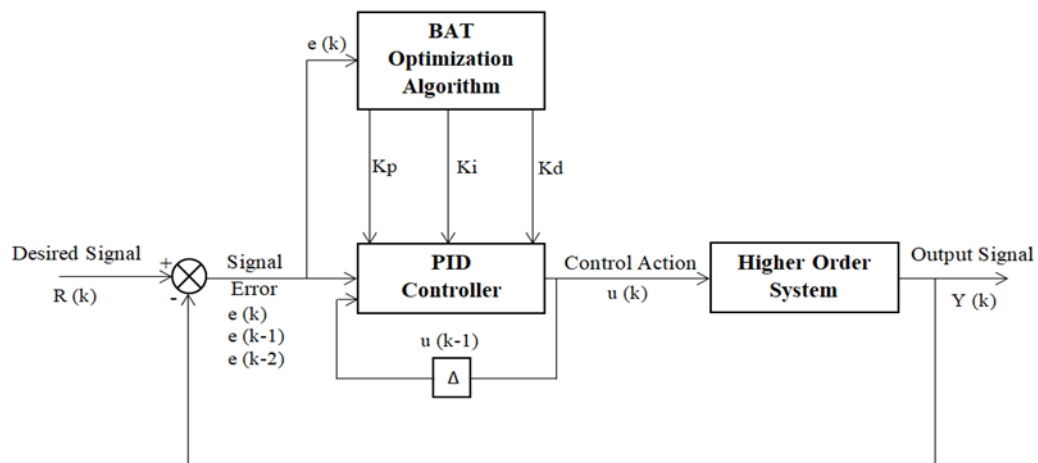 BAT
Optimization
Algorithm
e (k)
Kp
Ki
Kd
Desired Signal
R (k)
+
-
Signal
Error
e (k)
e (k-1)
e (k-2)
PID
Controller
Control Action
u (k)
Higher Order
System
Output Signal
Y (k)
u (k-1)
Δ